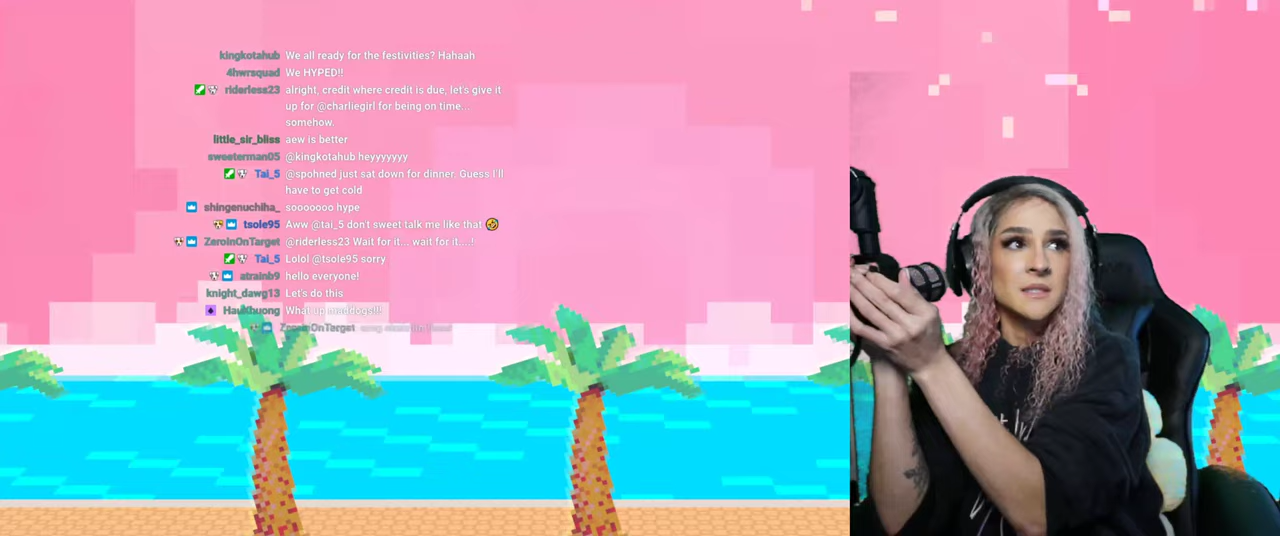 kingkotahub We all ready for the festivities? Hahaah
4hwrsquad We HYPED!!
riderless23 alright, credit where credit is due, let's give it
up for @charliegirl for being on time...
somehow.
little_sir_bliss aew is better
sweeterman05 @kingkotahub heyyyyyyy
Tai_5 @spohned just sat down for dinner. Guess I'll
have to get cold
shingenuchiha_ sooooooo hype
tsole95 Aww @tai_5 don't sweet talk me like that 🤣
ZeroInOnTarget @riderless23 Wait for it... wait for it....!
Tai_5 Lolol @tsole95 sorry
atrainb9 hello everyone!
knight_dawg13 Let's do this
What up maddogs!!!
ZeroInOnTarget